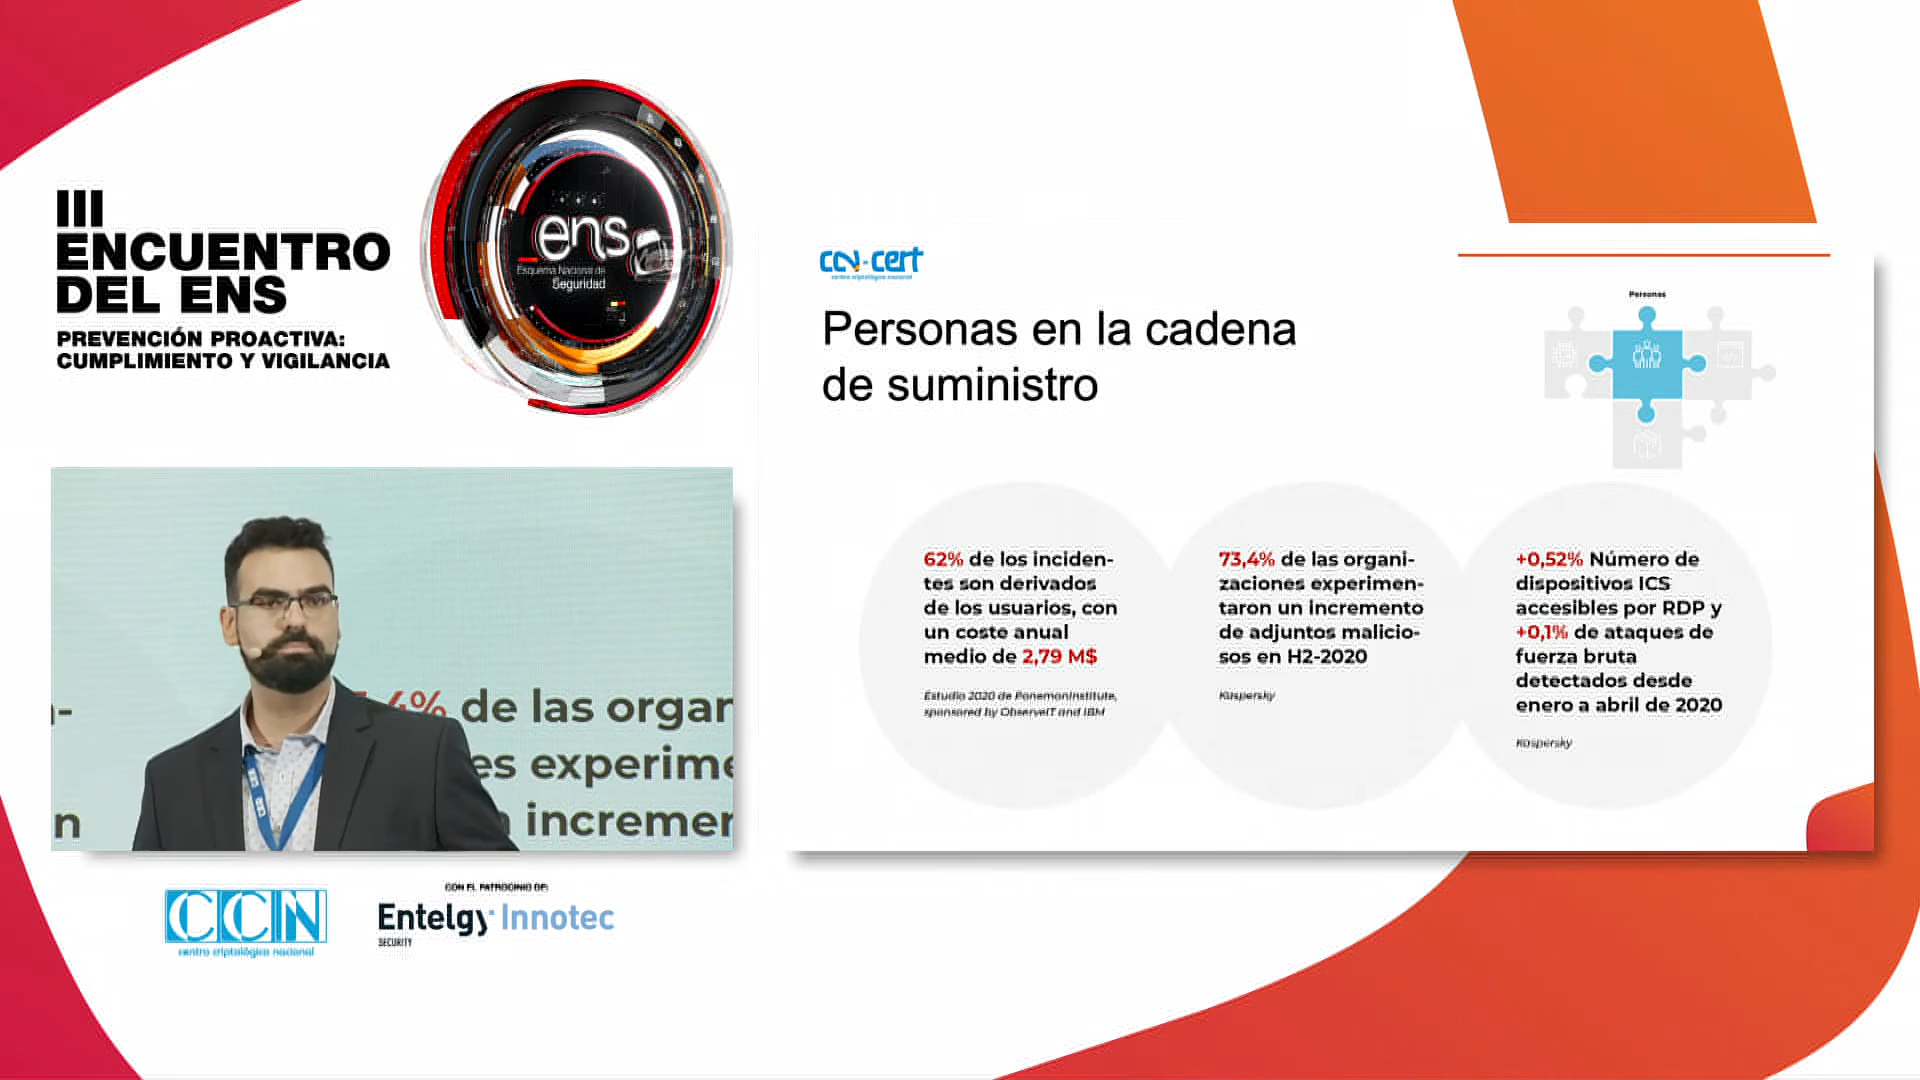 III
ENCUENTRO
DEL ENS
PREVENCIÓN PROACTIVA:
CUMPLIMIENTO Y VIGILANCIA
ens
Esquema Nacional de
Seguridad
ccn-cert
centro criptológico nacional
Personas en la cadena
de suministro
Personas
62% de los inciden-
tes son derivados
de los usuarios, con
un coste anual
medio de 2,79 M$
Estudio 2020 de PonemonInstitute,
sponsored by ObserveIT and IBM
73,4% de las organi-
zaciones experimen-
taron un incremento
de adjuntos malicio-
sos en H2-2020
Kaspersky
+0,52% Número de
dispositivos ICS
accesibles por RDP y
+0,1% de ataques de
fuerza bruta
detectados desde
enero a abril de 2020
Kaspersky
4% de las organ
es experime
incremen
n
CCN
centro criptológico nacional
CON EL PATROCINIO DE:
Entelgy Innotec
SECURITY